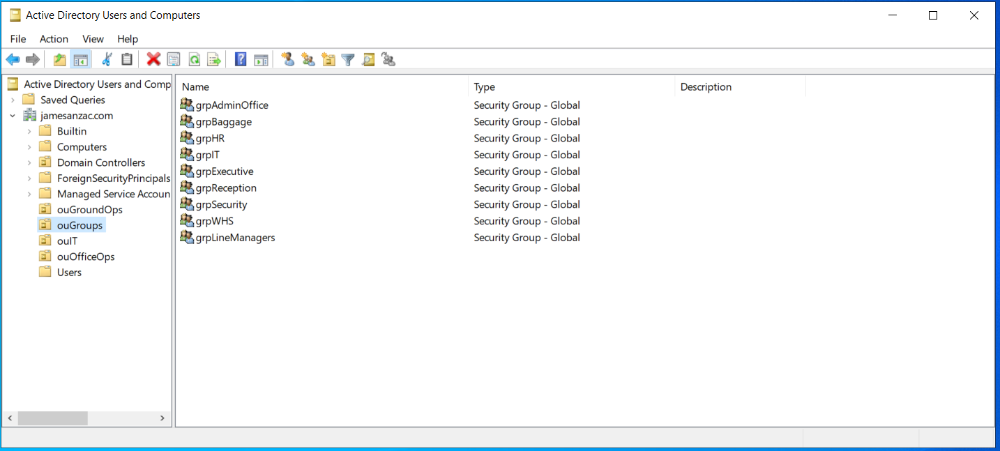 Active Directory Users and Computers
File Action View Help
Active Directory Users and Comp
Saved Queries
jamesanzac.com
Builtin
Computers
Domain Controllers
ForeignSecurityPrincipals
Managed Service Accoun
ouGroundOps
ouGroups
ouIT
ouOfficeOps
Users
Name Type Description
grpAdminOffice Security Group - Global
grpBaggage Security Group - Global
grpHR Security Group - Global
grpIT Security Group - Global
grpExecutive Security Group - Global
grpReception Security Group - Global
grpSecurity Security Group - Global
grpWHS Security Group - Global
grpLineManagers Security Group - Global